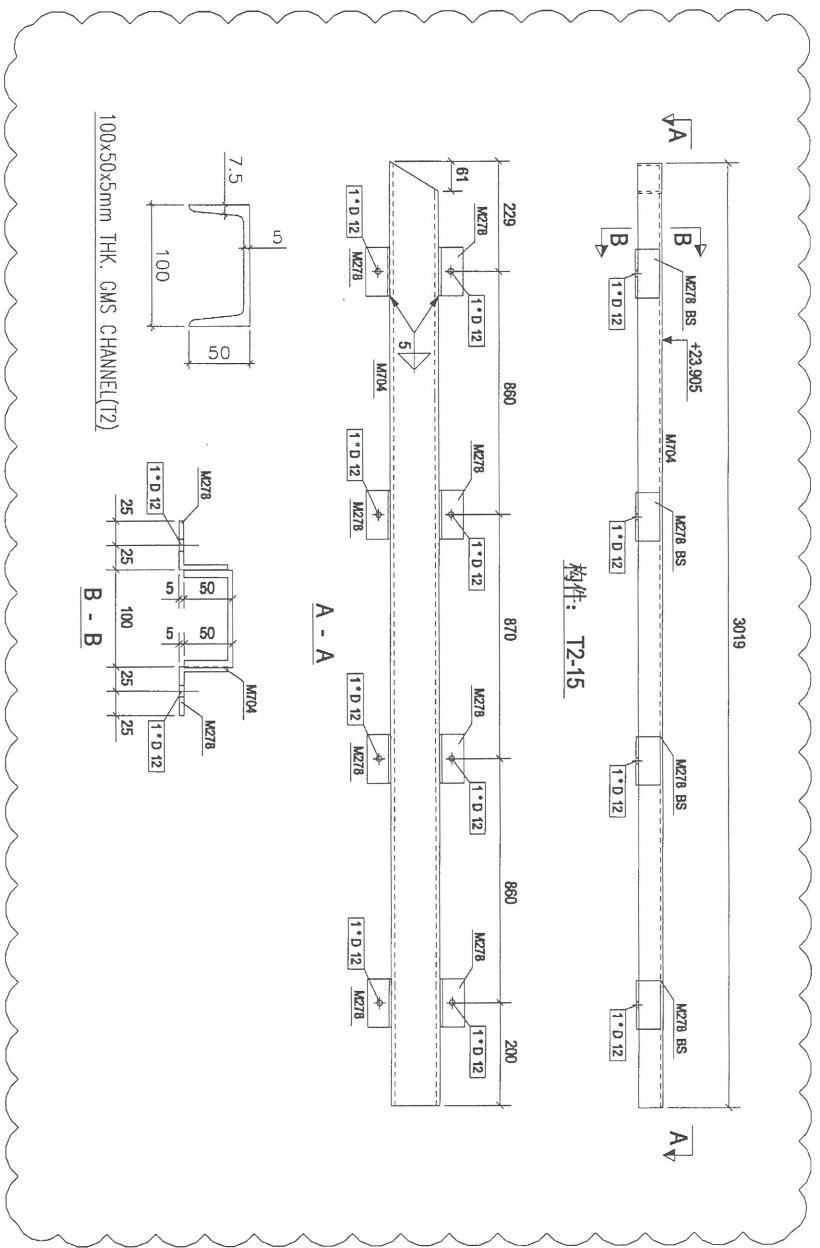 3019
A
A
B
B
M278 BS
1*D 12
+23.905
M704
M278 BS
1*D 12
M278 BS
1*D 12
M278 BS
1*D 12
构件: T2-15
229
860
870
860
200
61
M278
1*D 12
1*D 12
M278
5
M704
M278
1*D 12
1*D 12
M278
M278
1*D 12
1*D 12
M278
M278
1*D 12
1*D 12
M278
A - A
7.5
5
100
50
100x50x5mm THK. GMS CHANNEL(T2)
M704
M278
1*D 12
M278
1*D 12
50
5
50
5
25
25
100
25
25
B - B